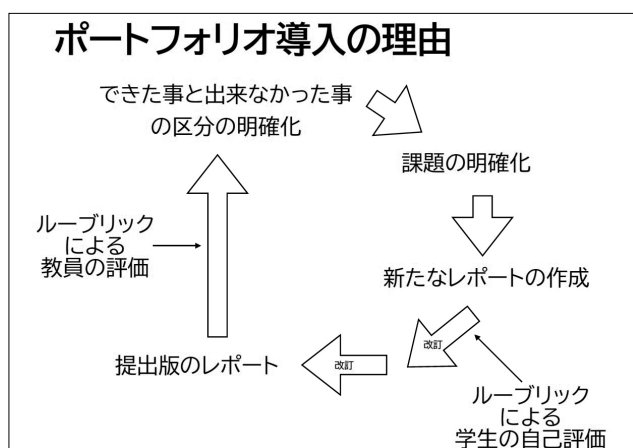 ポートフォリオ導入の理由
できた事と出来なかった事
の区分の明確化
課題の明確化
ルーブリック
による
教員の評価
新たなレポートの作成
改訂
改訂
提出版のレポート
ルーブリック
による
学生の自己評価